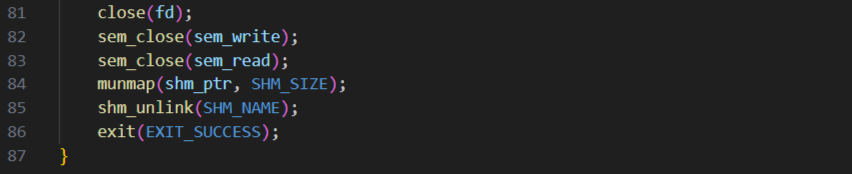 81 close(fd);
82 sem_close(sem_write);
83 sem_close(sem_read);
84 munmap(shm_ptr, SHM_SIZE);
85 shm_unlink(SHM_NAME);
86 exit(EXIT_SUCCESS);
87 }